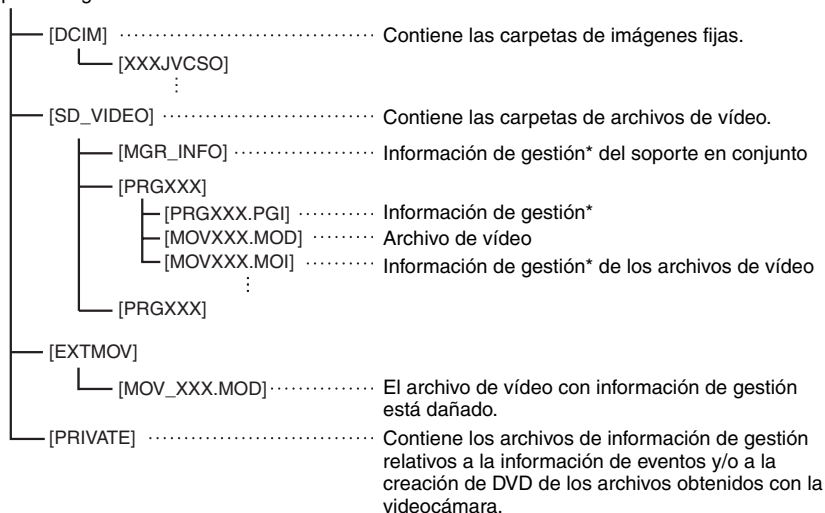 [DCIM] Contiene las carpetas de imágenes fijas.
[XXXJVCSO]
[SD_VIDEO] Contiene las carpetas de archivos de vídeo.
[MGR_INFO] Información de gestión* del soporte en conjunto
[PRGXXX]
[PRGXXX.PGI] Información de gestión*
[MOVXXX.MOD] Archivo de vídeo
[MOVXXX.MOI] Información de gestión* de los archivos de vídeo
[PRGXXX]
[EXTMOV]
[MOV_XXX.MOD] El archivo de vídeo con información de gestión
está dañado.
[PRIVATE] Contiene los archivos de información de gestión
relativos a la información de eventos y/o a la
creación de DVD de los archivos obtenidos con la
videocámara.